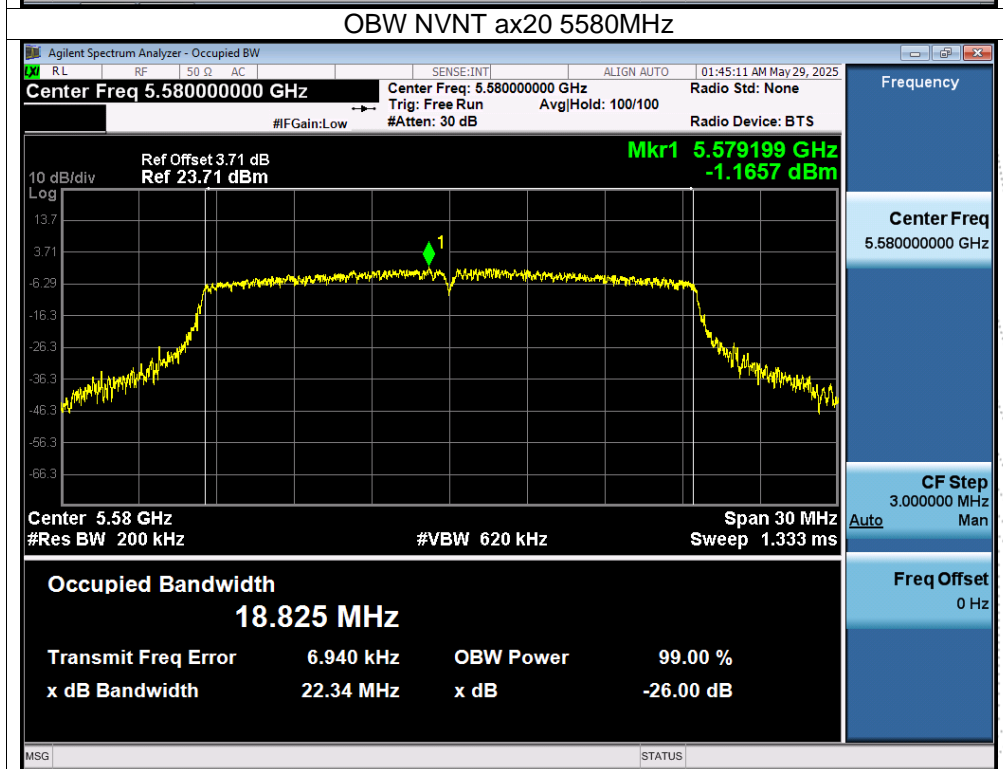 OBW NVNT ax20 5580MHz
Agilent Spectrum Analyzer - Occupied BW
LXI RL RF 50 Ω AC SENSE:INT ALIGN AUTO 01:45:11 AM May 29, 2025
Center Freq 5.580000000 GHz
Center Freq: 5.580000000 GHz
Radio Std: None
Trig: Free Run Avg|Hold: 100/100
#IFGain:Low
#Atten: 30 dB
Radio Device: BTS
Frequency
Mkr1 5.579199 GHz
-1.1657 dBm
Ref Offset 3.71 dB
10 dB/div Ref 23.71 dBm
Log
13.7
1
3.71
-6.29
-16.3
-26.3
-36.3
-46.3
-56.3
-66.3
Center 5.58 GHz
Span 30 MHz
#Res BW 200 kHz
#VBW 620 kHz
Sweep 1.333 ms
Center Freq
5.580000000 GHz
CF Step
3.000000 MHz
Auto Man
Freq Offset
0 Hz
Occupied Bandwidth
18.825 MHz
Transmit Freq Error 6.940 kHz OBW Power 99.00 %
x dB Bandwidth 22.34 MHz x dB -26.00 dB
MSG STATUS